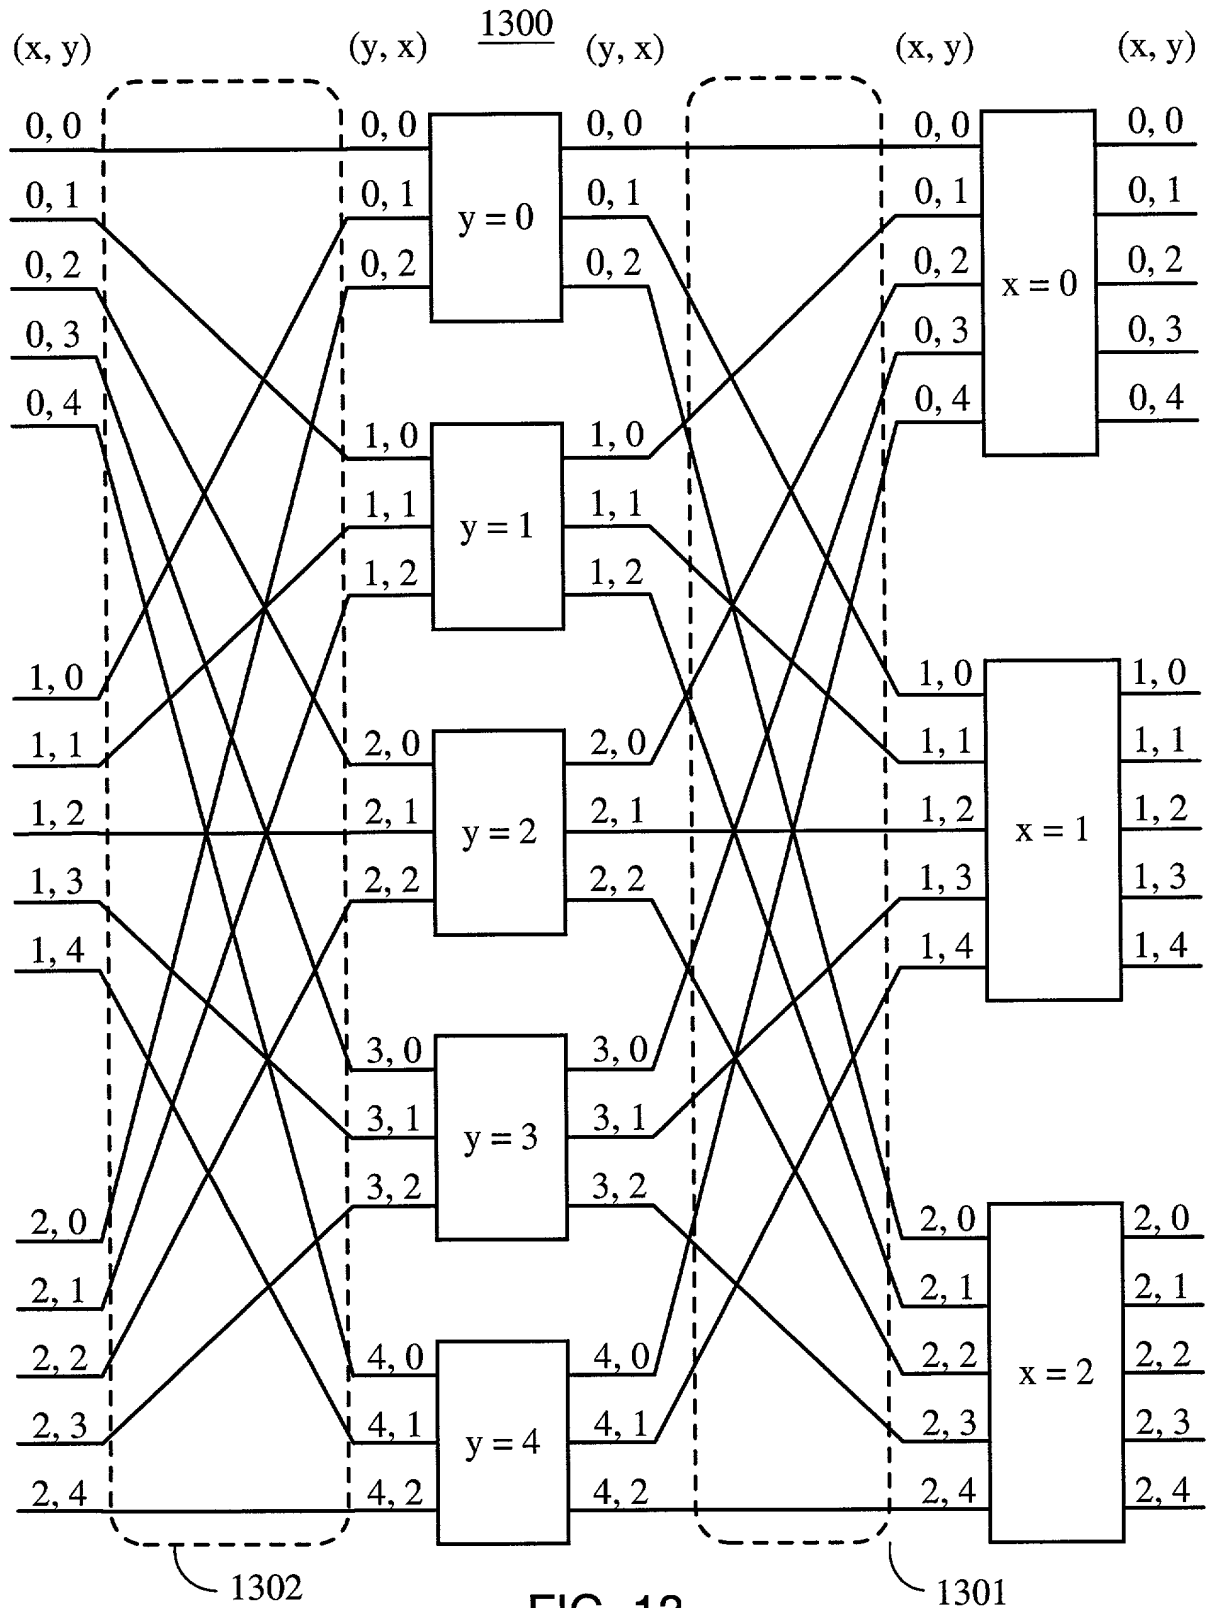 1300
(x, y) (y, x) (y, x) (x, y) (x, y)
0, 0 0, 0 0, 0 0, 0 0, 0
0, 1 0, 1 0, 1 0, 1 0, 1
y = 0
0, 2 0, 2 0, 2 0, 2 0, 2
x = 0
0, 3 0, 3 0, 3
0, 4 0, 4 0, 4
1, 0 1, 0
1, 1 1, 1
y = 1
1, 2 1, 2
1, 0 1, 0 1, 0
1, 1 2, 0 2, 0 1, 1 1, 1
1, 2 2, 1 2, 1 1, 2 1, 2
y = 2 x = 1
1, 3 2, 2 2, 2 1, 3 1, 3
1, 4 1, 4 1, 4
3, 0 3, 0
3, 1 3, 1
y = 3
3, 2 3, 2
2, 0 2, 0 2, 0
2, 1 2, 1 2, 1
2, 2 4, 0 4, 0 2, 2 2, 2
x = 2
2, 3 4, 1 4, 1 2, 3 2, 3
y = 4
2, 4 4, 2 4, 2 2, 4 2, 4
1302 1301